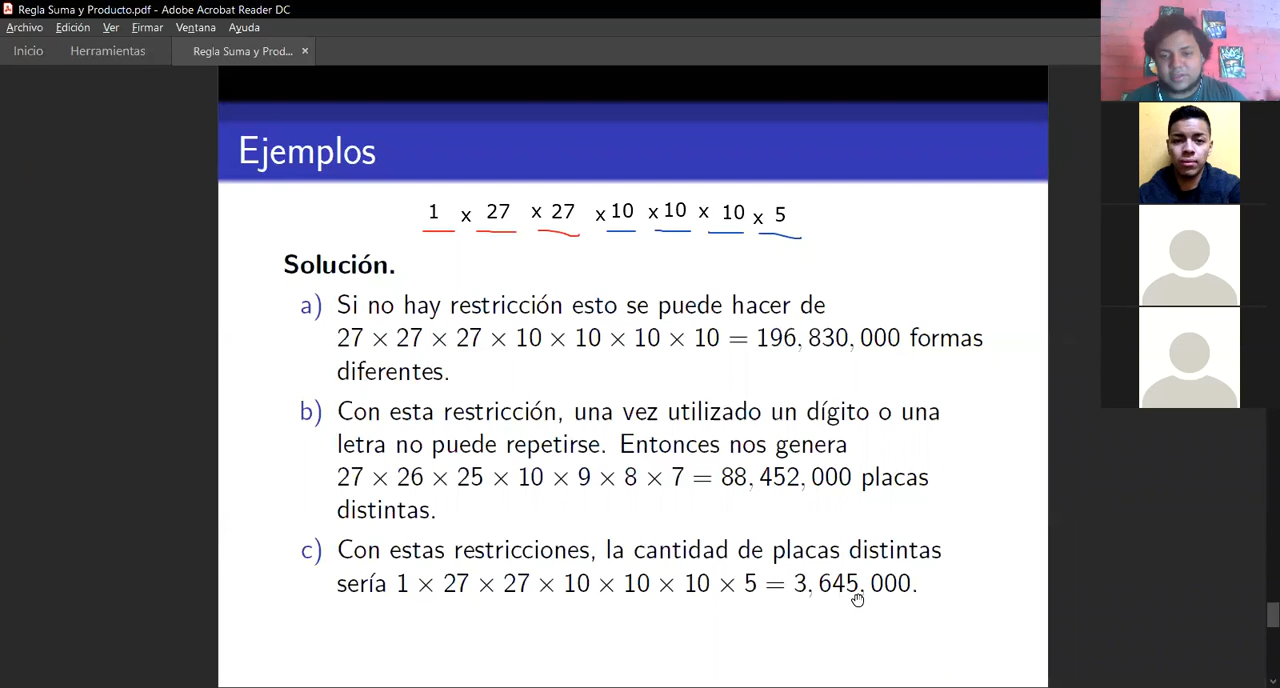 Regla Suma y Producto.pdf - Adobe Acrobat Reader DC
Archivo Edición Ver Firmar Ventana Ayuda
Inicio Herramientas Regla Suma y Prod... ×
Ejemplos
1 x 27 x 27 x 10 x 10 x 10 x 5
Solución.
a) Si no hay restricción esto se puede hacer de
27 × 27 × 27 × 10 × 10 × 10 × 10 = 196, 830, 000 formas
diferentes.
b) Con esta restricción, una vez utilizado un dígito o una
letra no puede repetirse. Entonces nos genera
27 × 26 × 25 × 10 × 9 × 8 × 7 = 88, 452, 000 placas
distintas.
c) Con estas restricciones, la cantidad de placas distintas
sería 1 × 27 × 27 × 10 × 10 × 10 × 5 = 3, 645, 000.